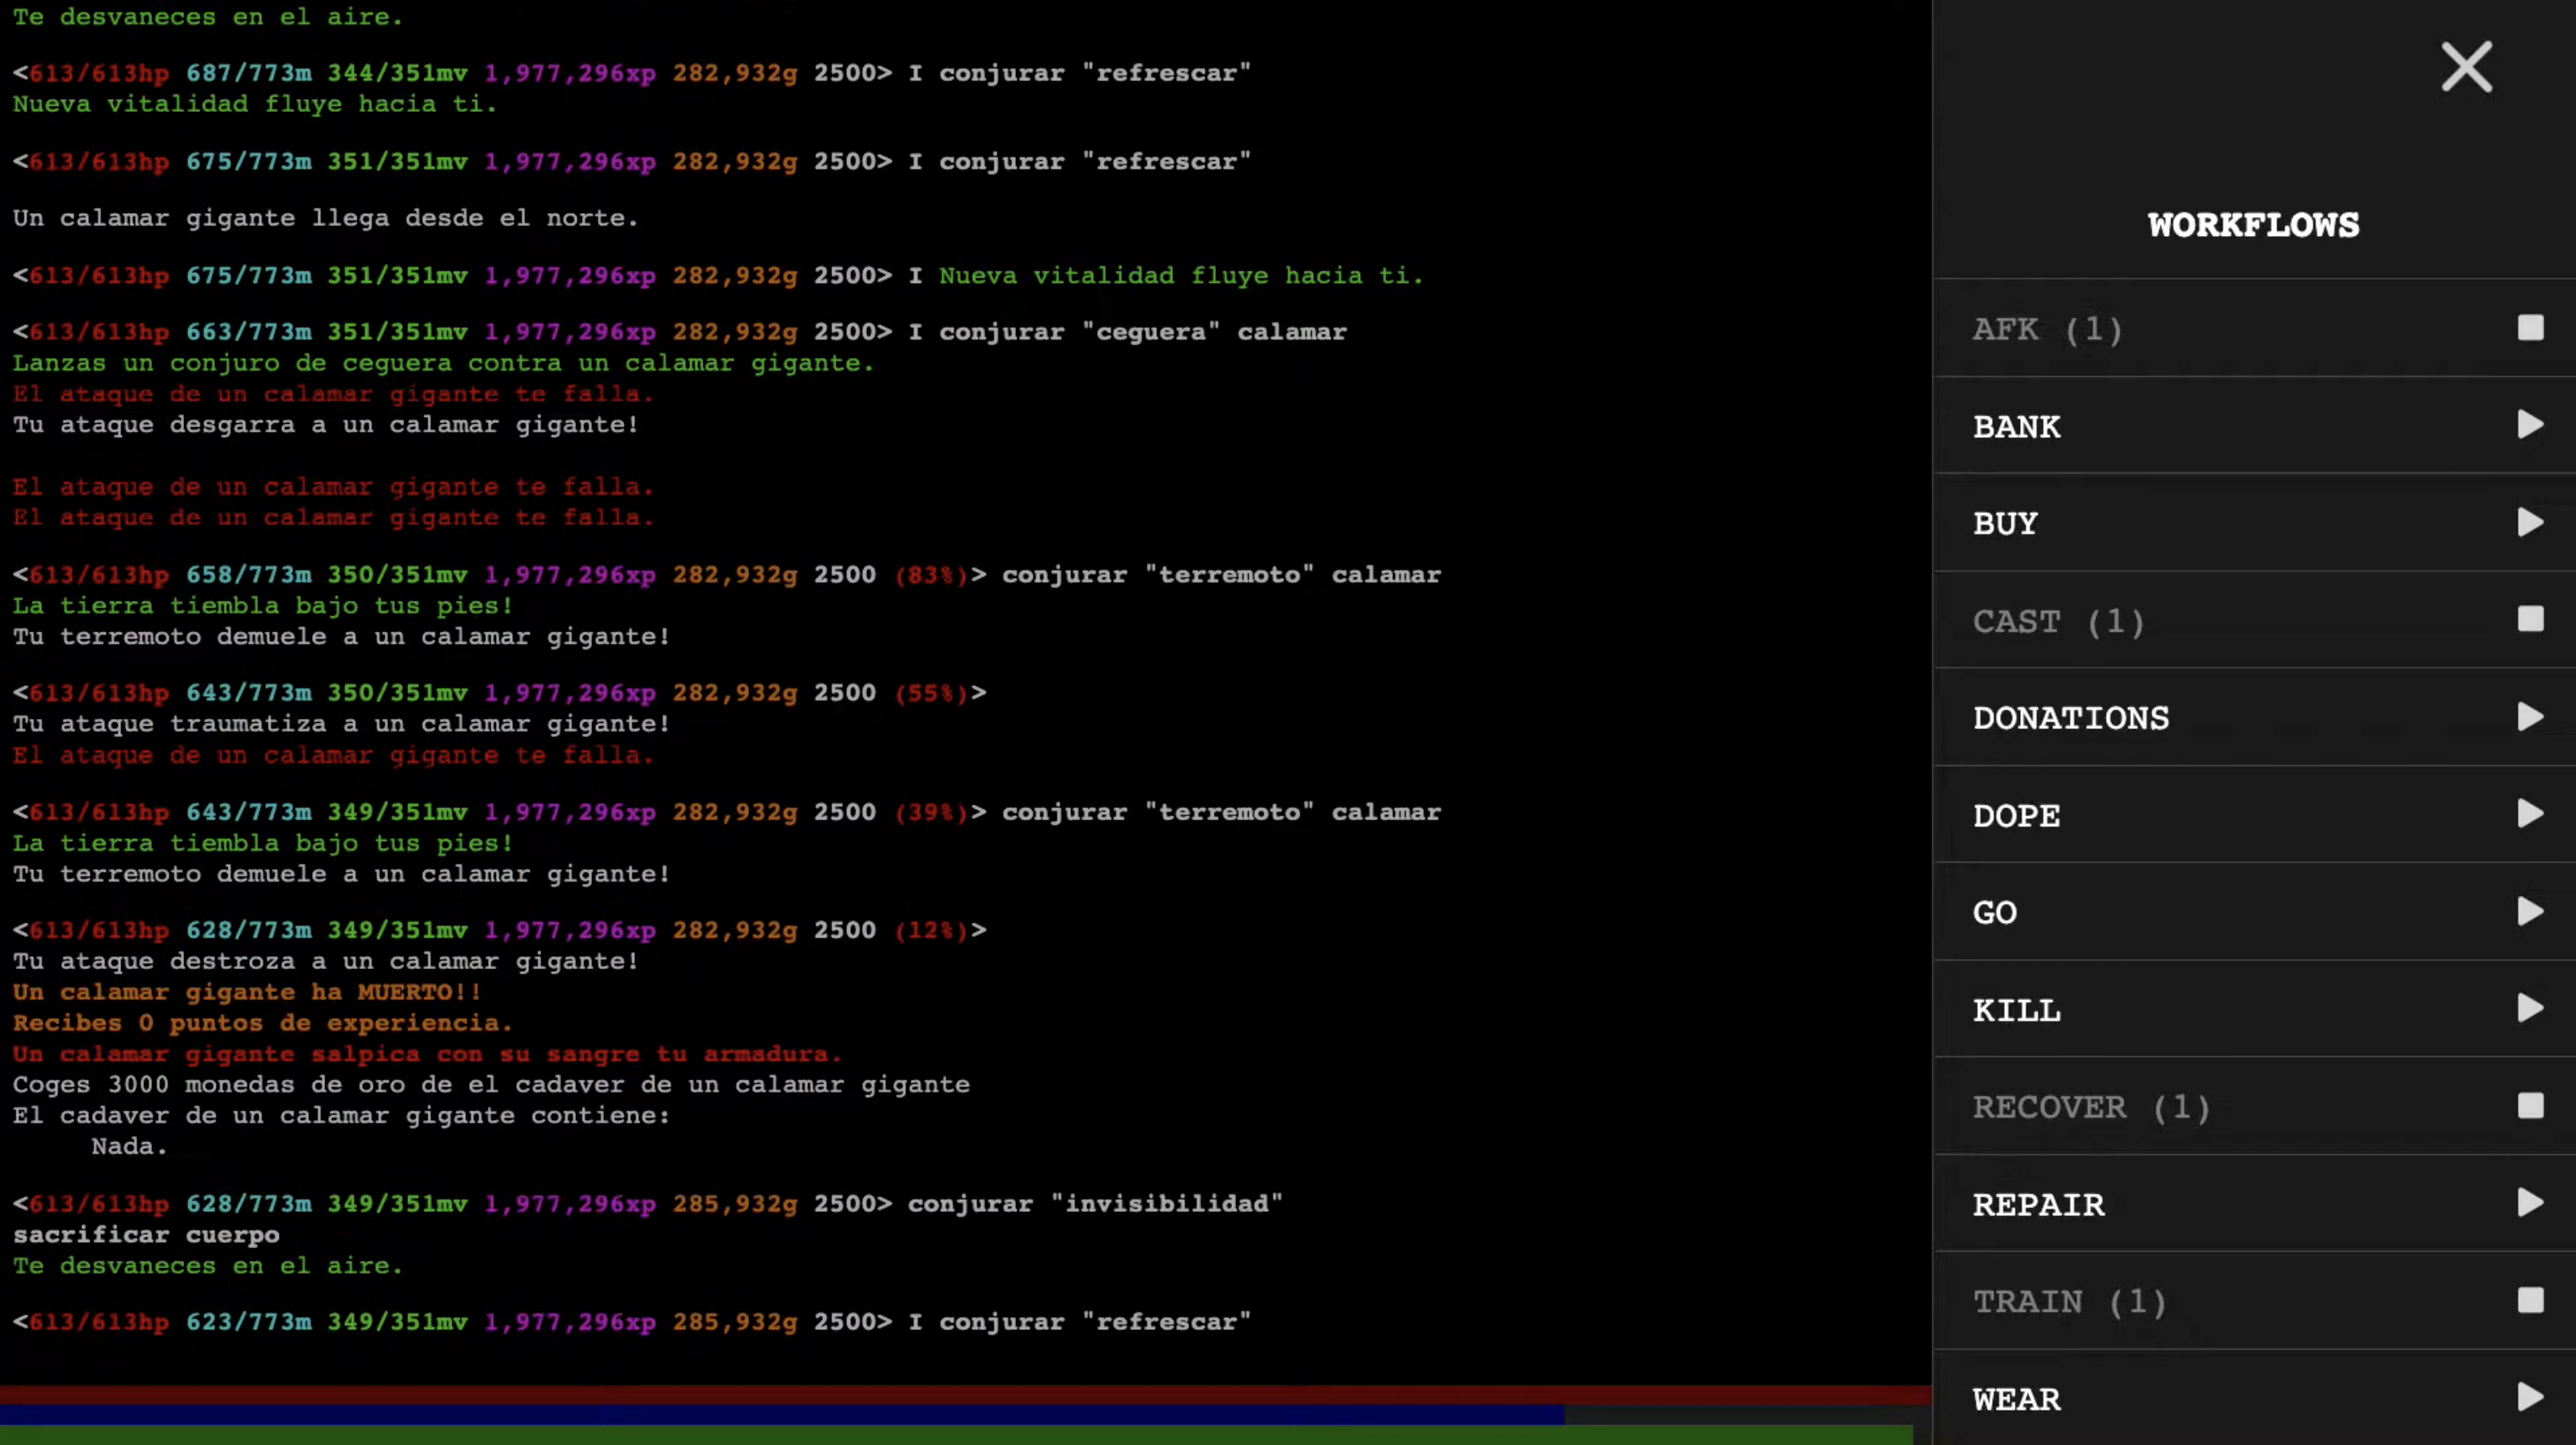 Te desvaneces en el aire.
<613/613hp 687/773m 344/351mv 1,977,296xp 282,932g 2500> I conjurar "refrescar"
Nueva vitalidad fluye hacia ti.
<613/613hp 675/773m 351/351mv 1,977,296xp 282,932g 2500> I conjurar "refrescar"
Un calamar gigante llega desde el norte.
<613/613hp 675/773m 351/351mv 1,977,296xp 282,932g 2500> I Nueva vitalidad fluye hacia ti.
<613/613hp 663/773m 351/351mv 1,977,296xp 282,932g 2500> I conjurar "ceguera" calamar
Lanzas un conjuro de ceguera contra un calamar gigante.
El ataque de un calamar gigante te falla.
Tu ataque desgarra a un calamar gigante!
El ataque de un calamar gigante te falla.
El ataque de un calamar gigante te falla.
<613/613hp 658/773m 350/351mv 1,977,296xp 282,932g 2500 (83%)> conjurar "terremoto" calamar
La tierra tiembla bajo tus pies!
Tu terremoto demuele a un calamar gigante!
<613/613hp 643/773m 350/351mv 1,977,296xp 282,932g 2500 (55%)>
Tu ataque traumatiza a un calamar gigante!
El ataque de un calamar gigante te falla.
<613/613hp 643/773m 349/351mv 1,977,296xp 282,932g 2500 (39%)> conjurar "terremoto" calamar
La tierra tiembla bajo tus pies!
Tu terremoto demuele a un calamar gigante!
<613/613hp 628/773m 349/351mv 1,977,296xp 282,932g 2500 (12%)>
Tu ataque destroza a un calamar gigante!
Un calamar gigante ha MUERTO!!
Recibes 0 puntos de experiencia.
Un calamar gigante salpica con su sangre tu armadura.
Coges 3000 monedas de oro de el cadaver de un calamar gigante
El cadaver de un calamar gigante contiene:
Nada.
<613/613hp 628/773m 349/351mv 1,977,296xp 285,932g 2500> conjurar "invisibilidad"
sacrificar cuerpo
Te desvaneces en el aire.
<613/613hp 623/773m 349/351mv 1,977,296xp 285,932g 2500> I conjurar "refrescar"
WORKFLOWS
AFK (1)
BANK
BUY
CAST (1)
DONATIONS
DOPE
GO
KILL
RECOVER (1)
REPAIR
TRAIN (1)
WEAR